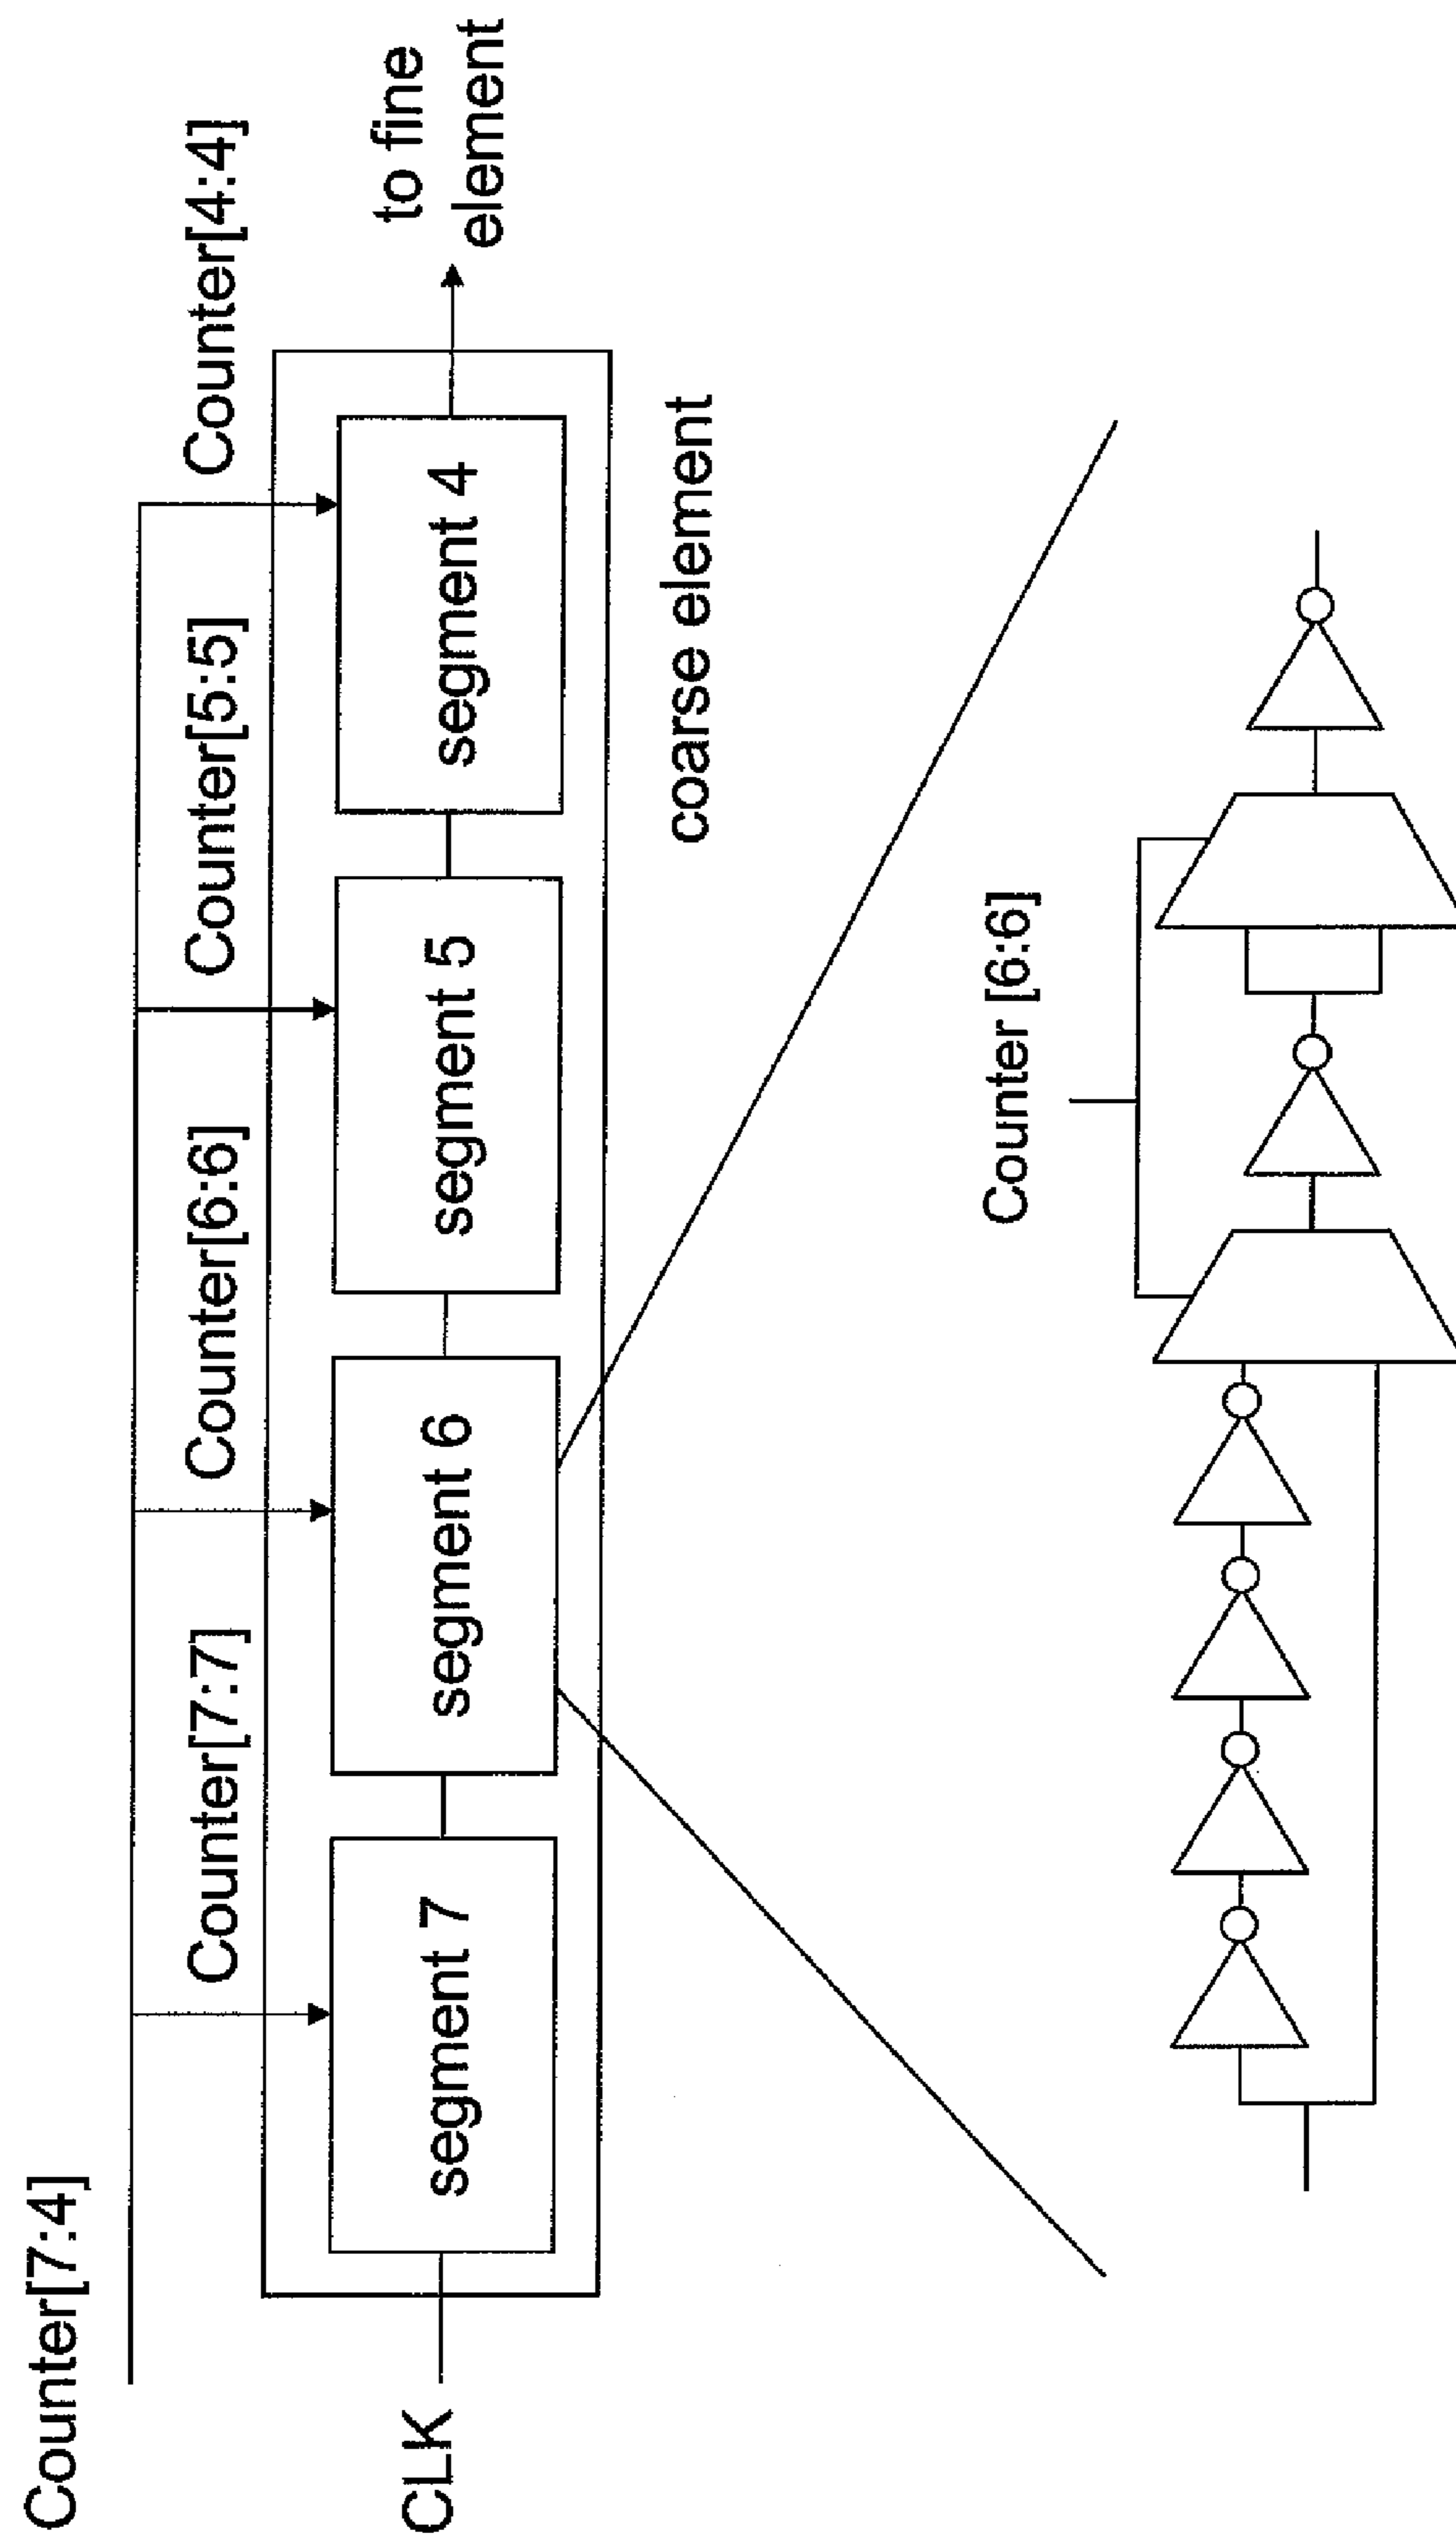 Counter[7:4]
Counter[7:7]
Counter[6:6]
Counter[5:5]
Counter[4:4]
CLK
segment 7
segment 6
segment 5
segment 4
to fine
element
coarse element
Counter [6:6]